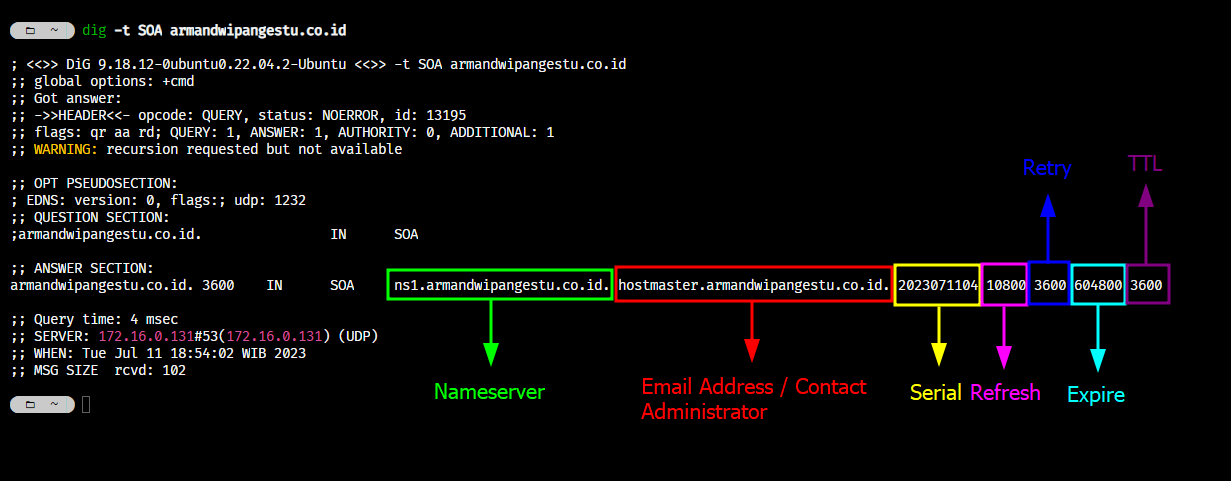 ~ dig -t SOA armandwipangestu.co.id
; <<>> DiG 9.18.12-0ubuntu0.22.04.2-Ubuntu <<>> -t SOA armandwipangestu.co.id
;; global options: +cmd
;; Got answer:
;; ->>HEADER<<- opcode: QUERY, status: NOERROR, id: 13195
;; flags: qr aa rd; QUERY: 1, ANSWER: 1, AUTHORITY: 0, ADDITIONAL: 1
;; WARNING: recursion requested but not available
;; OPT PSEUDOSECTION:
; EDNS: version: 0, flags:; udp: 1232
;; QUESTION SECTION:
;armandwipangestu.co.id. IN SOA
Retry TTL
;; ANSWER SECTION:
armandwipangestu.co.id. 3600 IN SOA ns1.armandwipangestu.co.id. hostmaster.armandwipangestu.co.id. 2023071104 10800 3600 604800 3600
;; Query time: 4 msec
;; SERVER: 172.16.0.131#53(172.16.0.131) (UDP)
;; WHEN: Tue Jul 11 18:54:02 WIB 2023
;; MSG SIZE rcvd: 102
Nameserver
Email Address / Contact
Administrator
Serial
Refresh
Expire
~